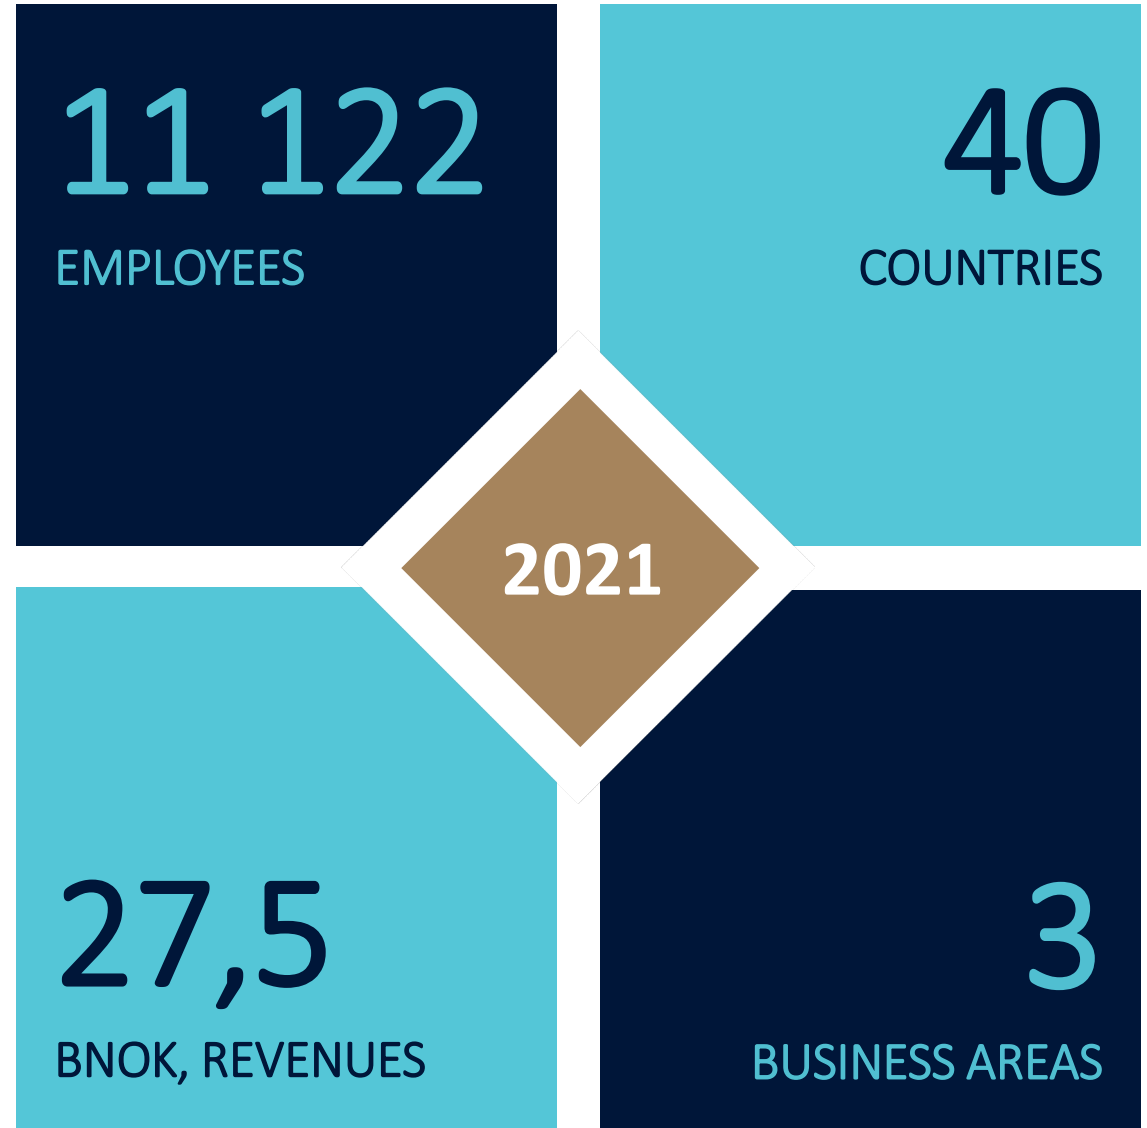 11 122
EMPLOYEES
40
COUNTRIES
2021
27,5
BNOK, REVENUES
3
BUSINESS AREAS